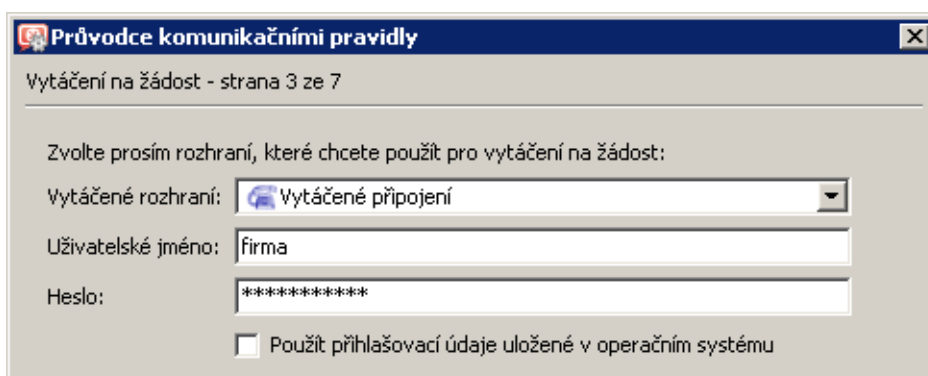 Průvodce komunikačními pravidly
Vytáčení na žádost - strana 3 ze 7
Zvolte prosím rozhraní, které chcete použít pro vytáčení na žádost:
Vytáčené rozhraní: Vytáčené připojení
Uživatelské jméno: firma
Heslo: ***********
Použít přihlašovací údaje uložené v operačním systému